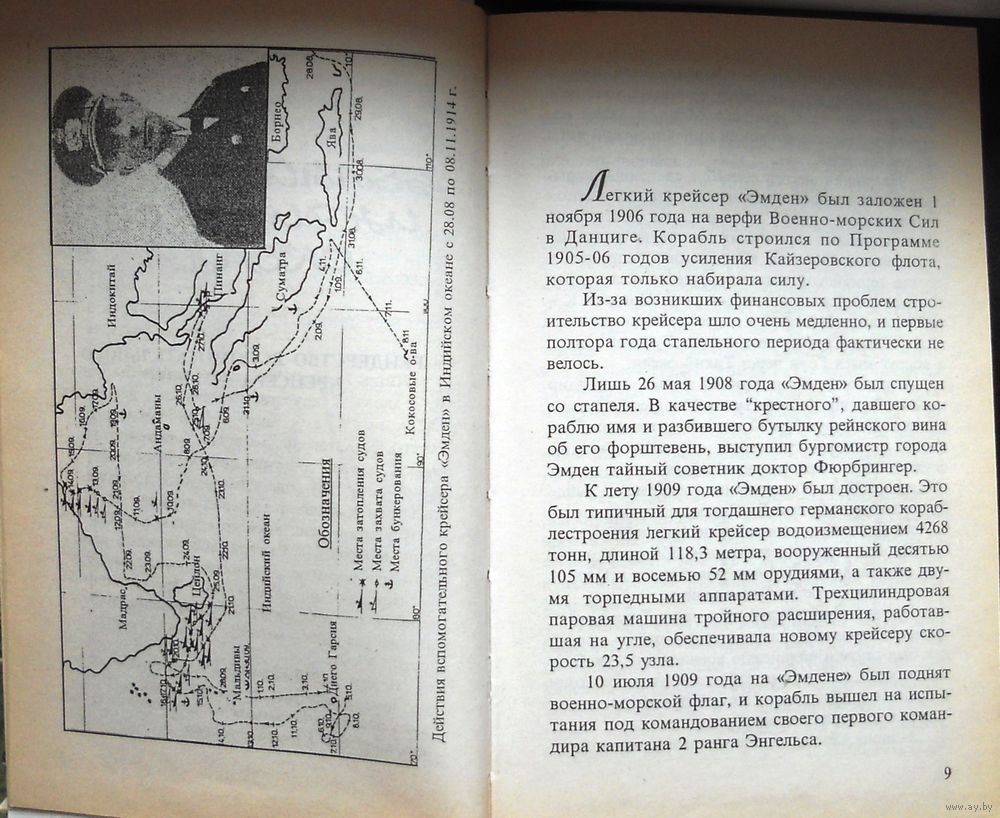 Борнео
Ява
Суматра
Пинанг
Индокитай
Андаманы
Мадрас
Цейлон
Мальдивы
Диего Гарсия
Индийский океан
Кокосовые о-ва
Обозначения
Места затопления судов
Места захвата судов
Места бункерования
Действия вспомогательного крейсера «Эмден» в Индийском океане с 28.08 по 08.11.1914 г.
Легкий крейсер «Эмден» был заложен 1
ноября 1906 года на верфи Военно-морских Сил
в Данциге. Корабль строился по Программе
1905-06 годов усиления Кайзеровского флота,
которая только набирала силу.
Из-за возникших финансовых проблем стро-
ительство крейсера шло очень медленно, и первые
полтора года стапельного периода фактически не
велось.
Лишь 26 мая 1908 года «Эмден» был спущен
со стапеля. В качестве “крестного”, давшего ко-
раблю имя и разбившего бутылку рейнского вина
об его форштевень, выступил бургомистр города
Эмден тайный советник доктор Фюрбрингер.
К лету 1909 года «Эмден» был достроен. Это
был типичный для тогдашнего германского кораб-
лестроения легкий крейсер водоизмещением 4268
тонн, длиной 118,3 метра, вооруженный десятью
105 мм и восемью 52 мм орудиями, а также дву-
мя торпедными аппаратами. Трехцилиндровая
паровая машина тройного расширения, работав-
шая на угле, обеспечивала новому крейсеру ско-
рость 23,5 узла.
10 июля 1909 года на «Эмдене» был поднят
военно-морской флаг, и корабль вышел на испы-
тания под командованием своего первого коман-
дира капитана 2 ранга Энгельса.
9
www.ay.by